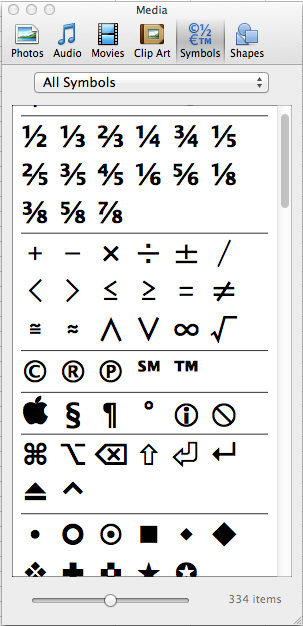 Media
Photos Audio Movies Clip Art Symbols Shapes
All Symbols
½ ⅓ ⅔ ¼ ¾ ⅕
⅖ ⅗ ⅘ ⅙ ⅚ ⅛
⅜ ⅝ ⅞
+ − × ÷ ± /
< > ≤ ≥ = ≠
≅ ≈ ∧ ∨ ∞ √
© ® ℗ ℠ ™
 § ¶ ° 🛈 🛇
⌘ ⌥ ⌫ ⇧ ⏎ ↵
⏏ ⌃
• ⭘ ☉ ■ ⬩ ◆
❖ ✚ ✜ ★ ✪
334 items